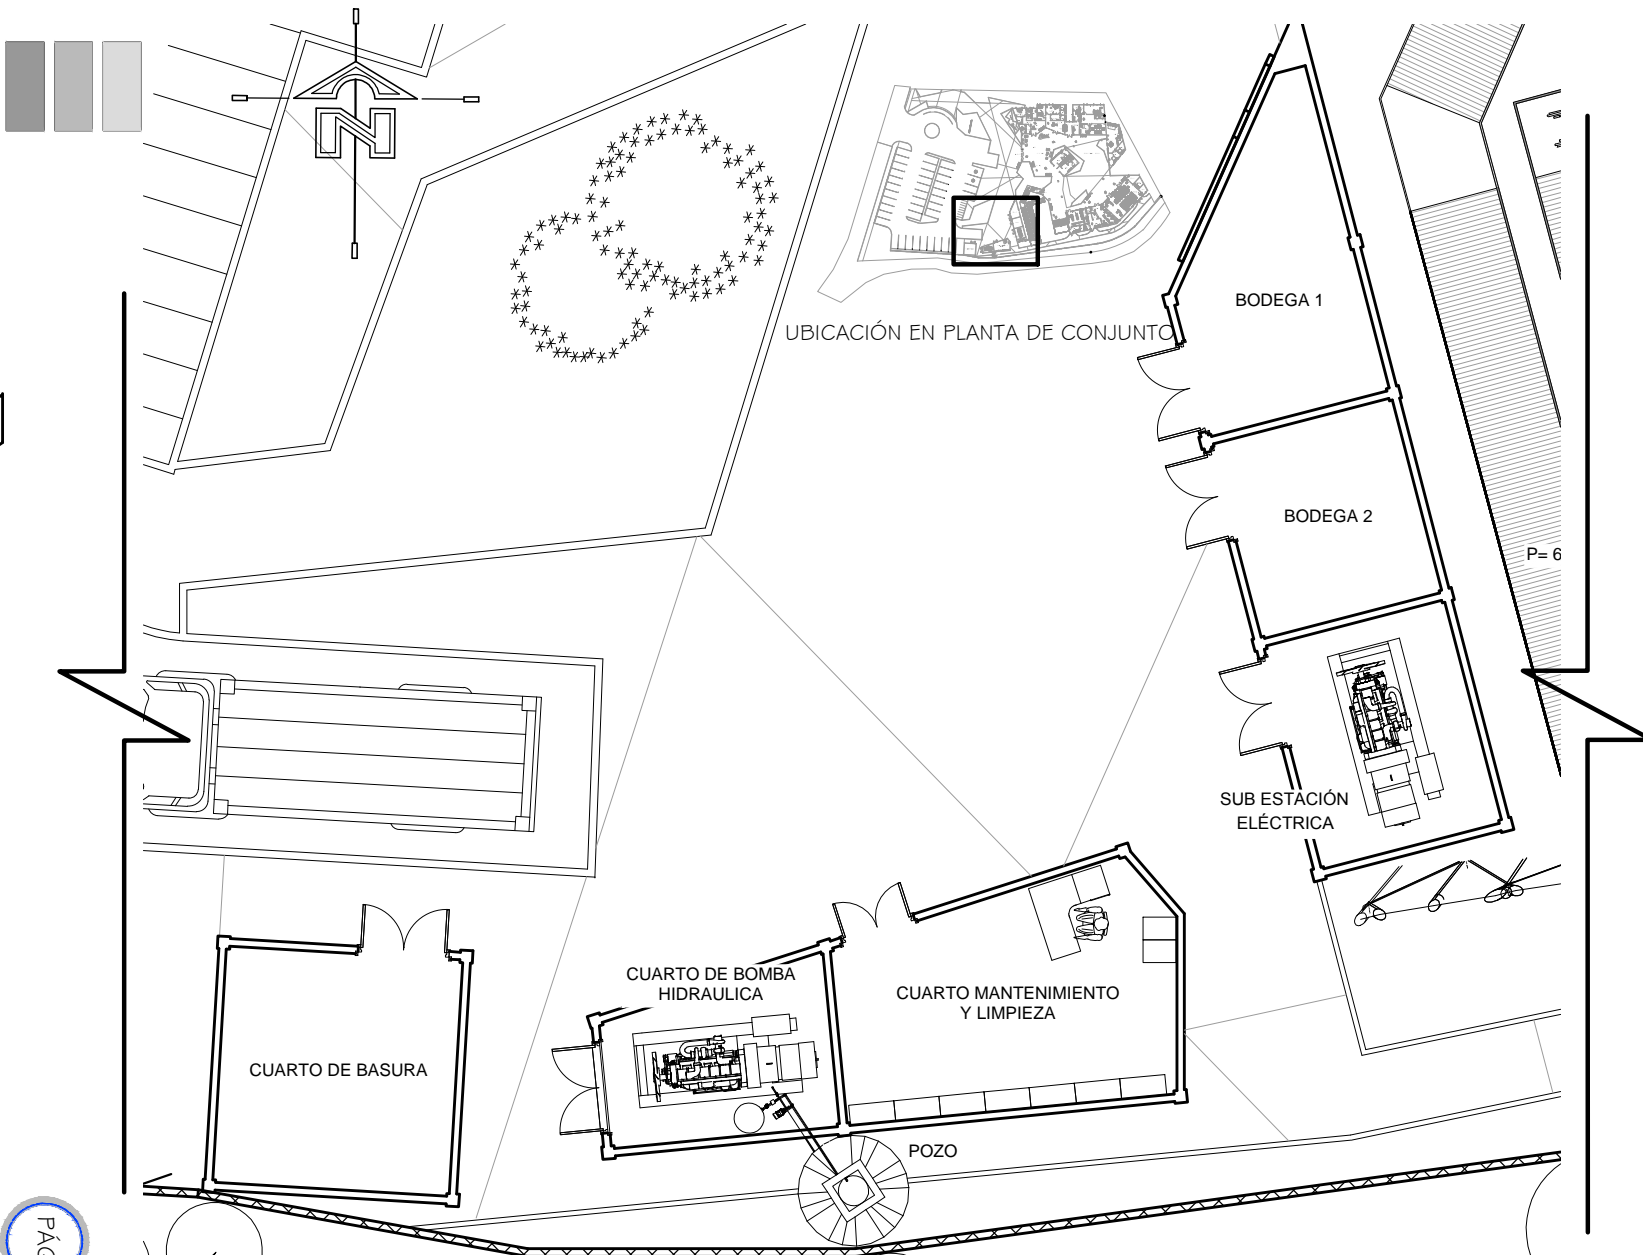 N
UBICACIÓN EN PLANTA DE CONJUNTO
BODEGA 1
BODEGA 2
P= 6
SUB ESTACIÓN
ELÉCTRICA
CUARTO DE BOMBA
HIDRAULICA
CUARTO MANTENIMIENTO
Y LIMPIEZA
CUARTO DE BASURA
POZO
PÁG